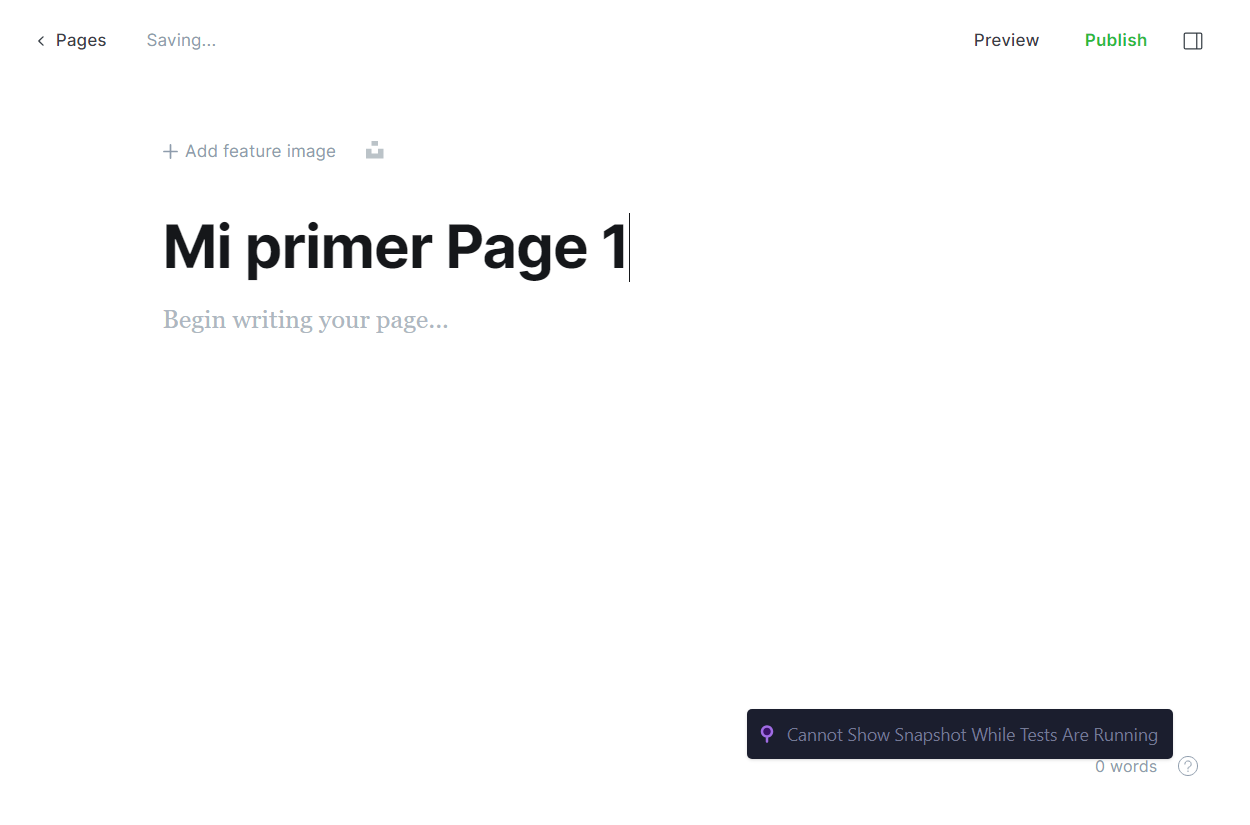 Pages
Saving...
Preview
Publish
Add feature image
Mi primer Page 1
Begin writing your page...
Cannot Show Snapshot While Tests Are Running
0 words
?